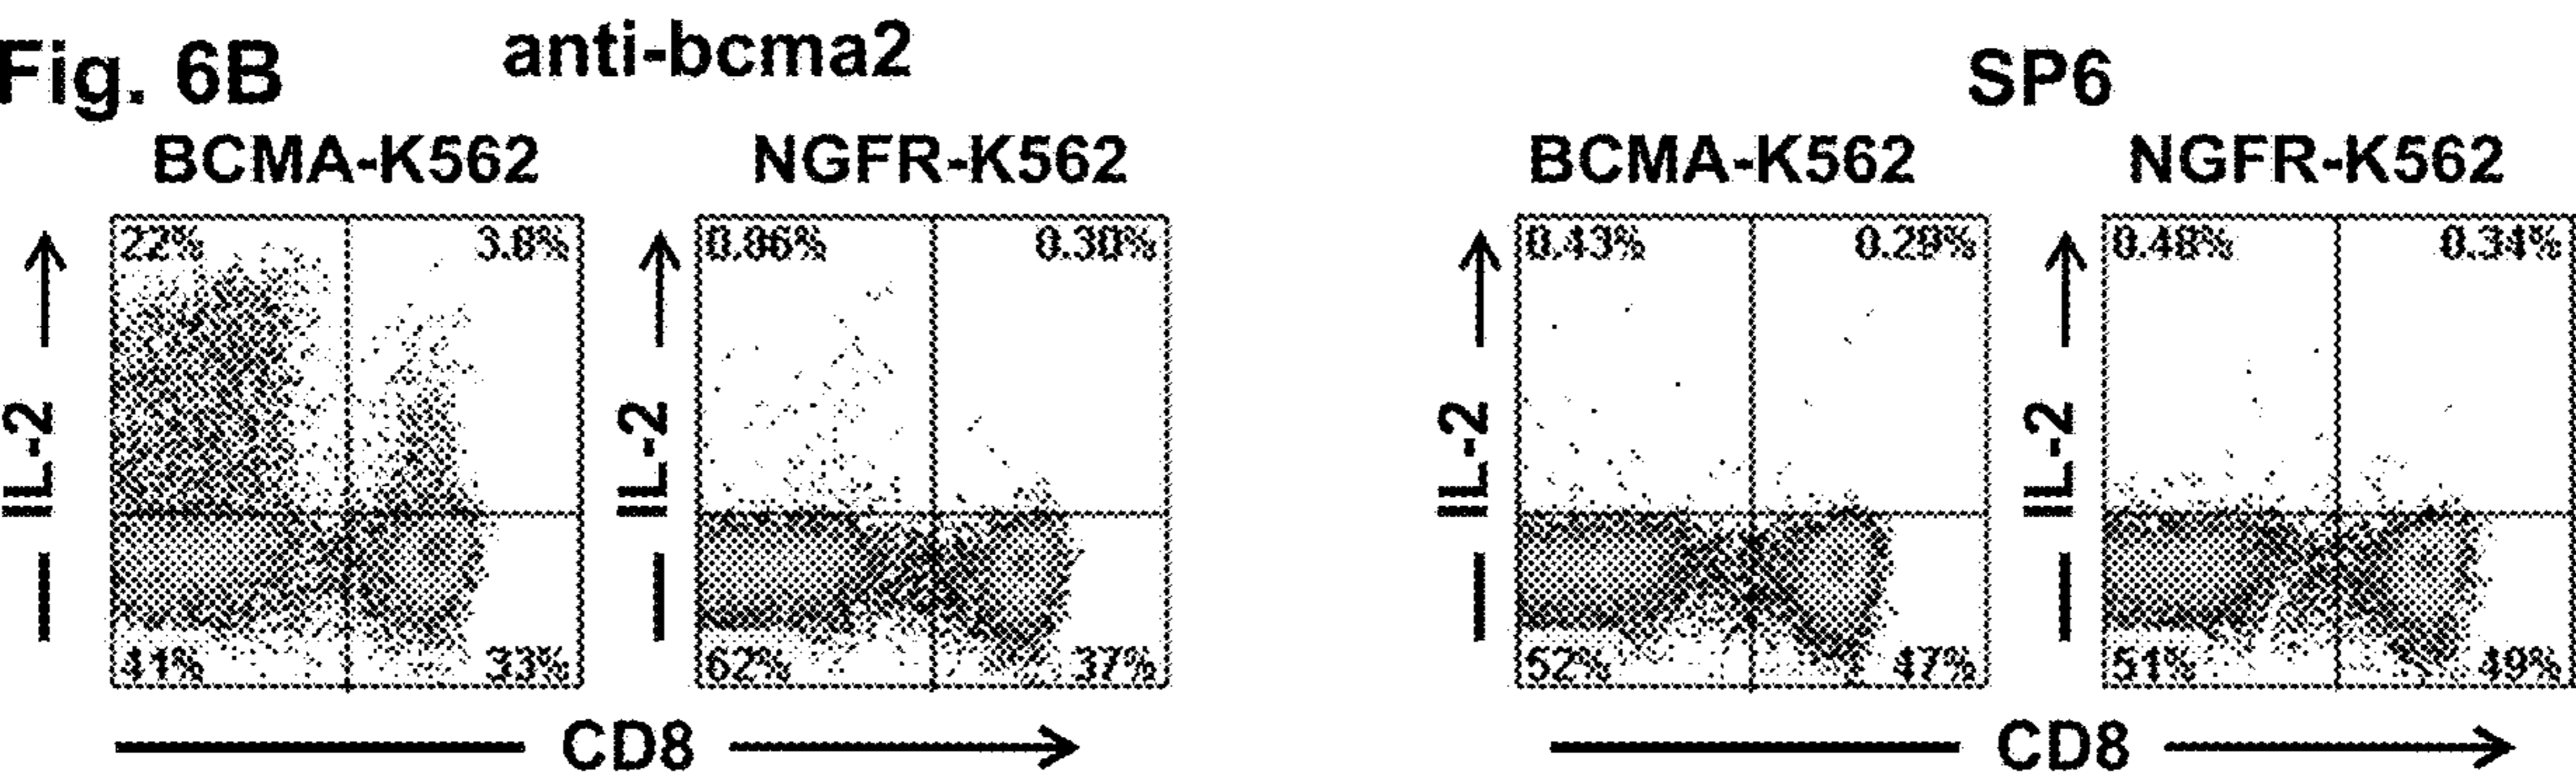 Fig. 6B
anti-bcma2
SP6
BCMA-K562
NGFR-K562
BCMA-K562
NGFR-K562
IL-2
22%
3.8%
41%
33%
IL-2
0.86%
0.30%
62%
37%
IL-2
0.43%
0.29%
52%
47%
IL-2
0.48%
0.34%
51%
49%
CD8
CD8